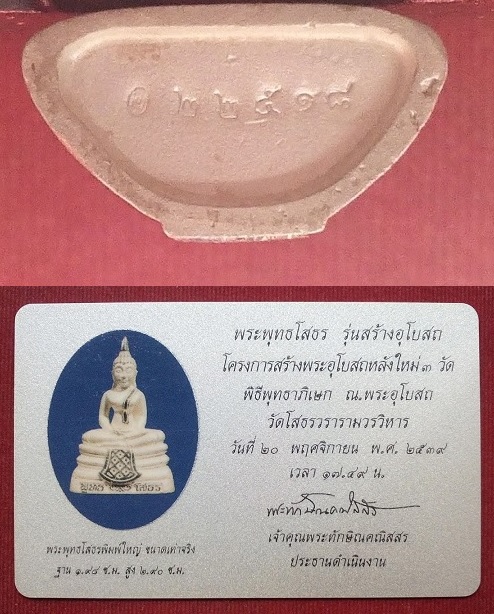 ๑ ๒๒๕๑๘
พระพุทธโสธร รุ่นสร้างอุโบสถ
โครงการสร้างพระอุโบสถหลังใหม่ ๓ วัด
พิธีพุทธาภิเษก ณ.พระอุโบสถ
วัดโสธรวรารามวรวิหาร
วันที่ ๒๐ พฤศจิกายน พ.ศ. ๒๕๓๙
เวลา ๑๗.๔๙ น.
เจ้าคุณพระทักษิณคณิสสร
ประธานดำเนินงาน
พุทธ โสธร
พระพุทธโสธรพิมพ์ใหญ่ ขนาดเท่าจริง
ฐาน ๑.๙๘ ซ.ม. สูง ๒.๙๐ ซ.ม.